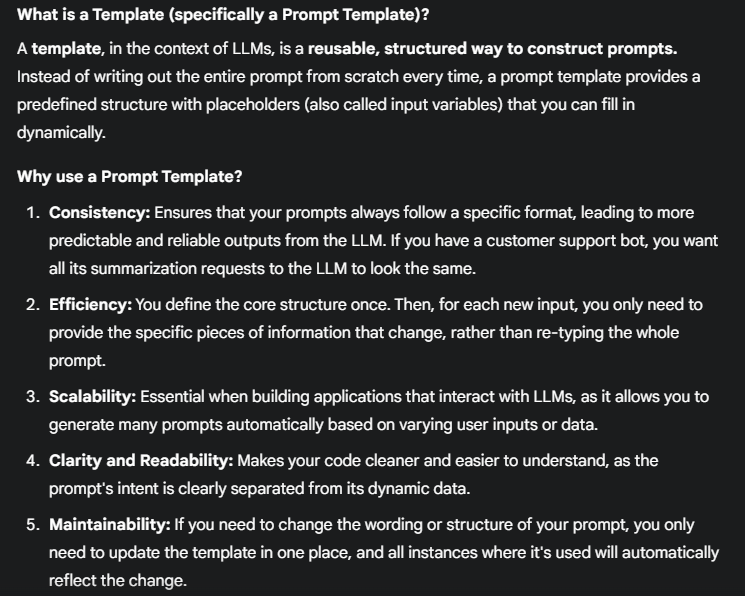 What is a Template (specifically a Prompt Template)?
A template, in the context of LLMs, is a reusable, structured way to construct prompts.
Instead of writing out the entire prompt from scratch every time, a prompt template provides a
predefined structure with placeholders (also called input variables) that you can fill in
dynamically.
Why use a Prompt Template?
1. Consistency: Ensures that your prompts always follow a specific format, leading to more
predictable and reliable outputs from the LLM. If you have a customer support bot, you want
all its summarization requests to the LLM to look the same.
2. Efficiency: You define the core structure once. Then, for each new input, you only need to
provide the specific pieces of information that change, rather than re-typing the whole
prompt.
3. Scalability: Essential when building applications that interact with LLMs, as it allows you to
generate many prompts automatically based on varying user inputs or data.
4. Clarity and Readability: Makes your code cleaner and easier to understand, as the
prompt's intent is clearly separated from its dynamic data.
5. Maintainability: If you need to change the wording or structure of your prompt, you only
need to update the template in one place, and all instances where it's used will automatically
reflect the change.